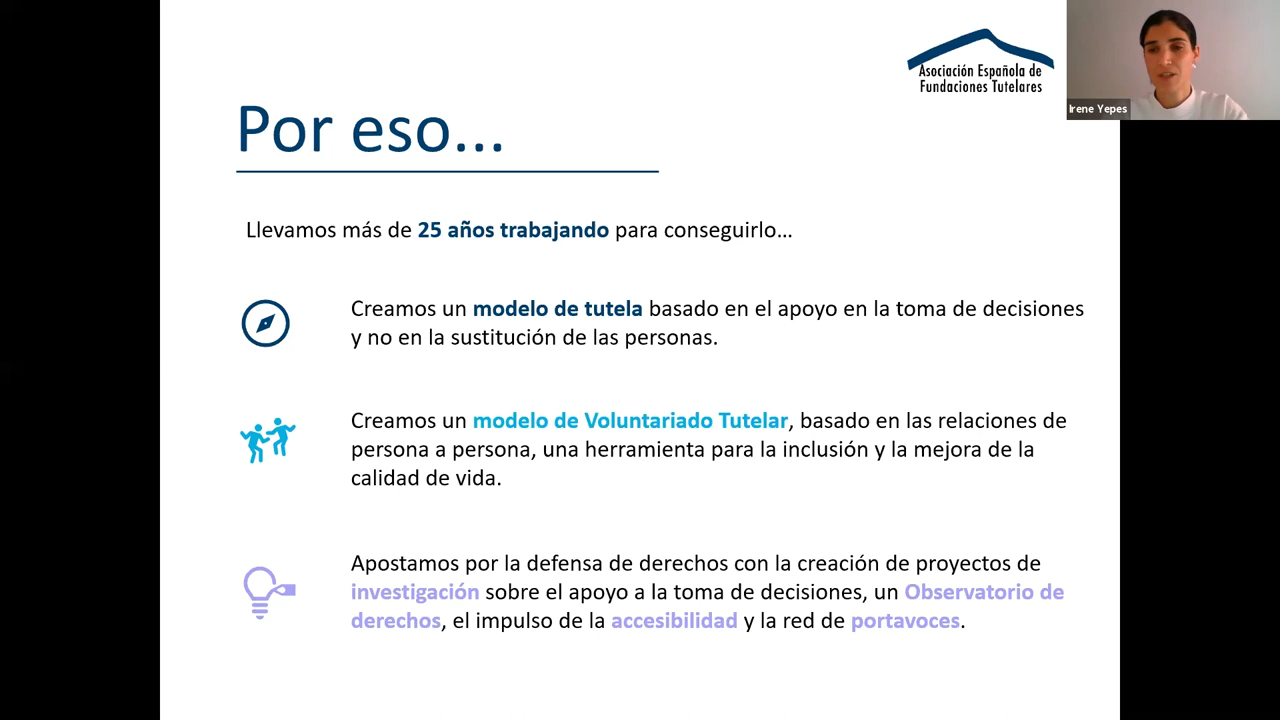 Asociación Española de
Fundaciones Tutelares
Irene Yepes
Por eso...
Llevamos más de 25 años trabajando para conseguirlo...
Creamos un modelo de tutela basado en el apoyo en la toma de decisiones
y no en la sustitución de las personas.
Creamos un modelo de Voluntariado Tutelar, basado en las relaciones de
persona a persona, una herramienta para la inclusión y la mejora de la
calidad de vida.
Apostamos por la defensa de derechos con la creación de proyectos de
investigación sobre el apoyo a la toma de decisiones, un Observatorio de
derechos, el impulso de la accesibilidad y la red de portavoces.